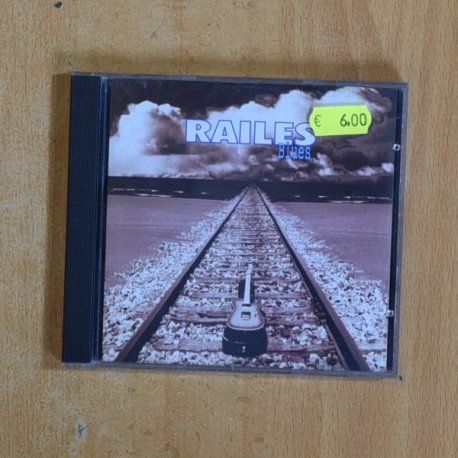 RAILES
Blues
€ 6.00